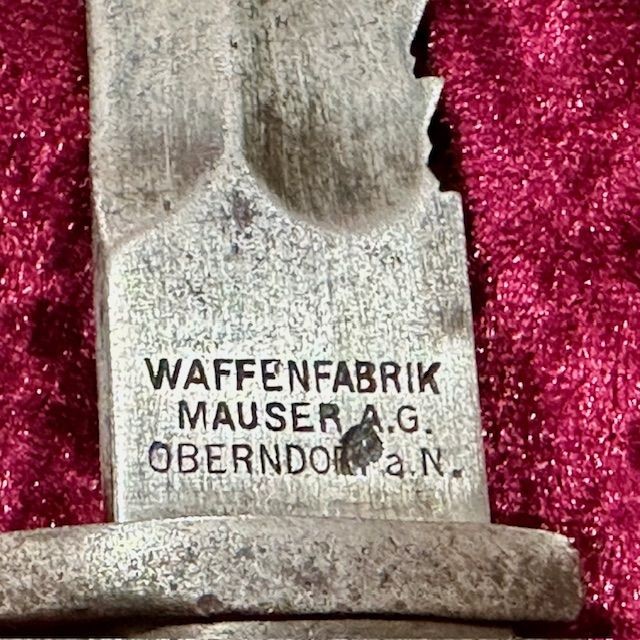 WAFFENFABRIK
MAUSER A.G.
OBERNDORF a.N.